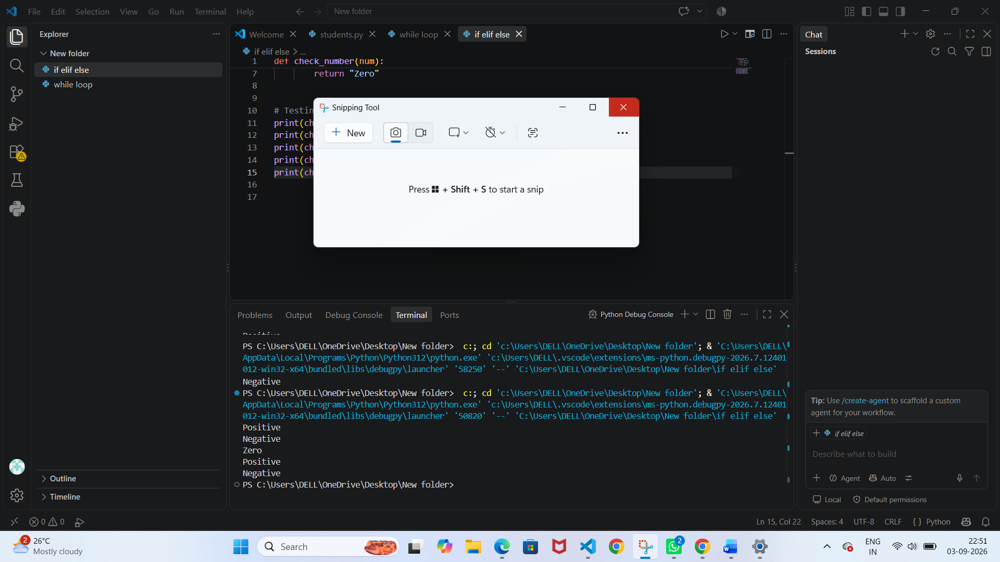 File Edit Selection View Go Run Terminal Help
New folder
Explorer
New folder
if elif else
while loop
Outline
Timeline
Welcome
students.py
while loop
if elif else
if elif else > ...
1 def check_number(num):
7 return "Zero"
8
9
10 # Testin
11 print(ch
12 print(ch
13 print(ch
14 print(ch
15 print(ch
16
17
Snipping Tool
New
Press + Shift + S to start a snip
Problems Output Debug Console Terminal Ports
Python Debug Console
PS C:\Users\DELL\OneDrive\Desktop\New folder>  c:; cd 'c:\Users\DELL\OneDrive\Desktop\New folder'; & 'C:\Users\DELL\
AppData\Local\Programs\Python\Python312\python.exe' 'c:\Users\DELL\.vscode\extensions\ms-python.debugpy-2026.7.12401
012-win32-x64\bundled\libs\debugpy\launcher' '58250' '--' 'C:\Users\DELL\OneDrive\Desktop\New folder\if elif else'
Negative
PS C:\Users\DELL\OneDrive\Desktop\New folder>  c:; cd 'c:\Users\DELL\OneDrive\Desktop\New folder'; & 'C:\Users\DELL\
AppData\Local\Programs\Python\Python312\python.exe' 'c:\Users\DELL\.vscode\extensions\ms-python.debugpy-2026.7.12401
012-win32-x64\bundled\libs\debugpy\launcher' '50820' '--' 'C:\Users\DELL\OneDrive\Desktop\New folder\if elif else'
Positive
Negative
Zero
Positive
Negative
PS C:\Users\DELL\OneDrive\Desktop\New folder>
Chat
Sessions
Tip: Use /create-agent to scaffold a custom
agent for your workflow.
if elif else
Describe what to build
Agent Auto
Local Default permissions
0 0
Ln 15, Col 22 Spaces: 4 UTF-8 CRLF { } Python
2
26°C
Mostly cloudy
Search
2
ENG
IN
22:51
03-09-2026